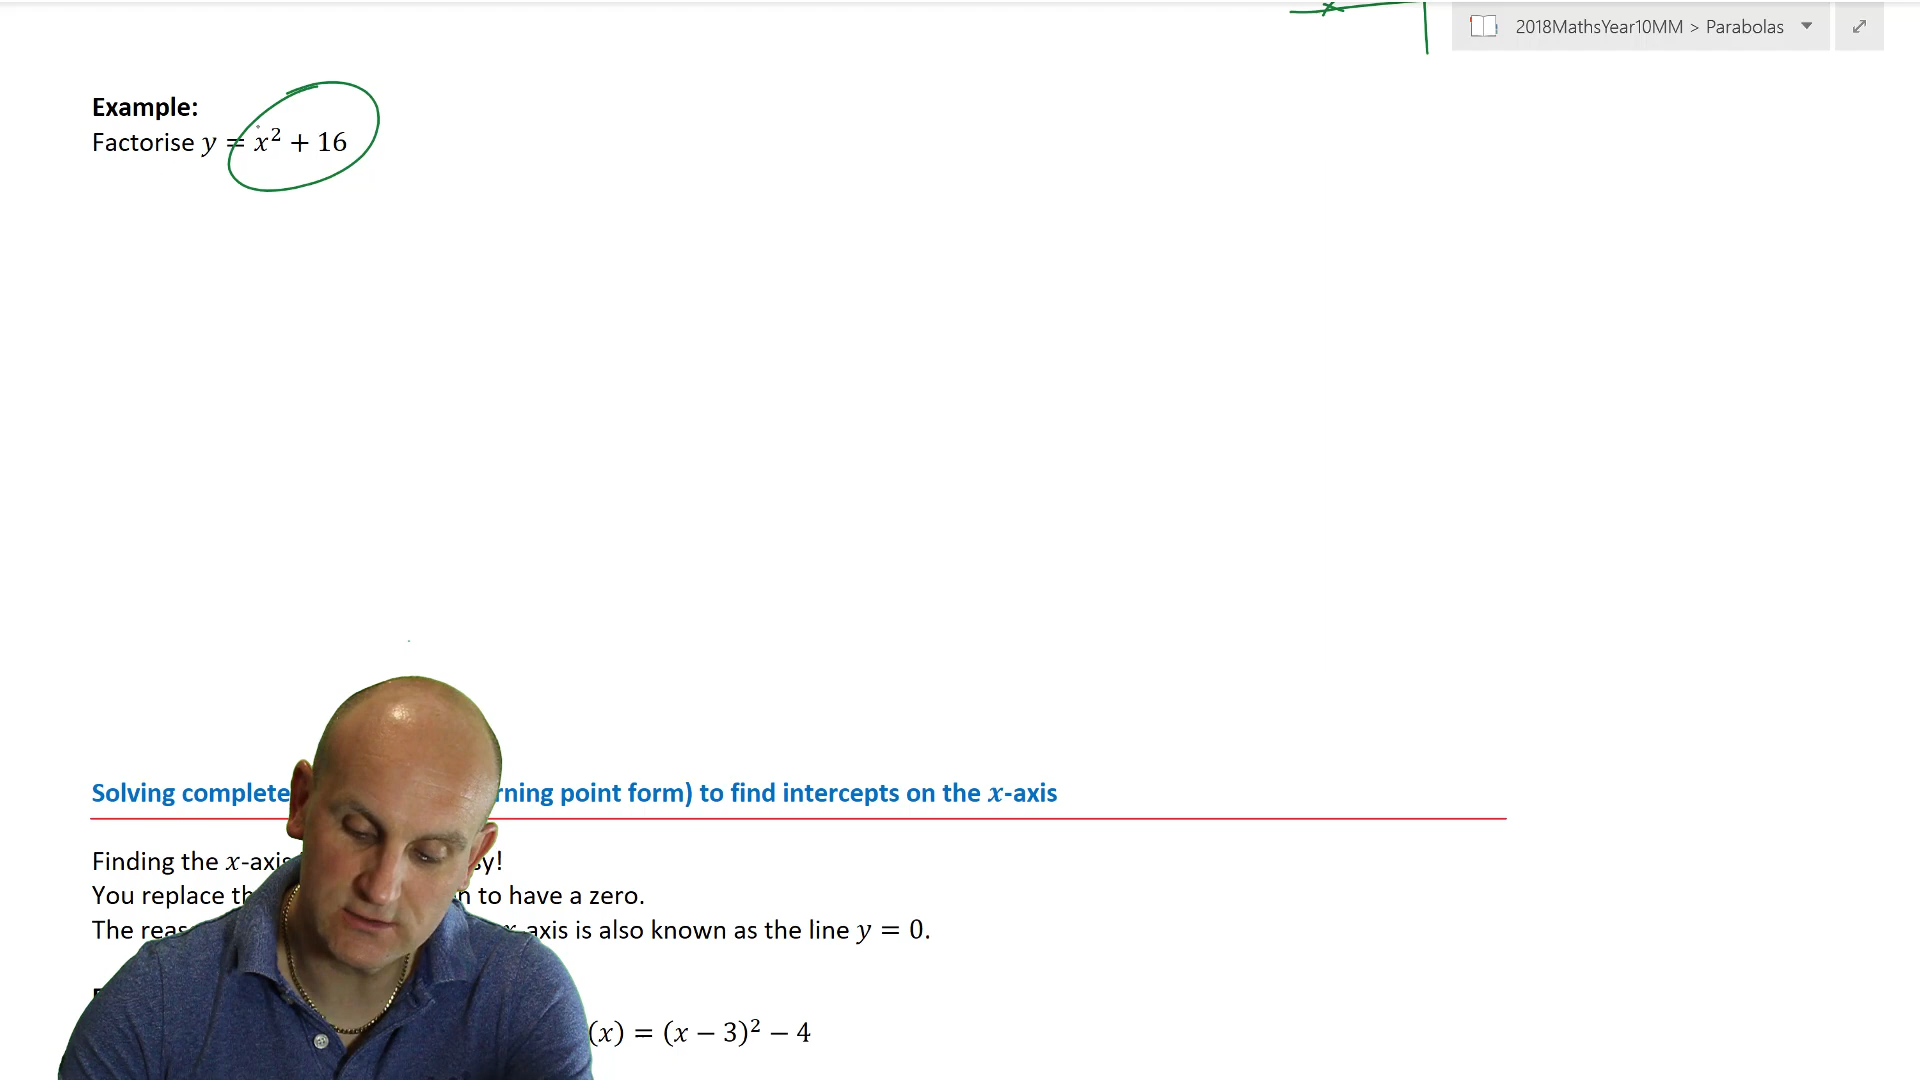 2018MathsYear10MM > Parabolas
Example:
Factorise y = x² + 16
Solving complete rning point form) to find intercepts on the x-axis
Finding the x-axis sy!
You replace th n to have a zero.
The reas x-axis is also known as the line y = 0.
(x) = (x − 3)² − 4